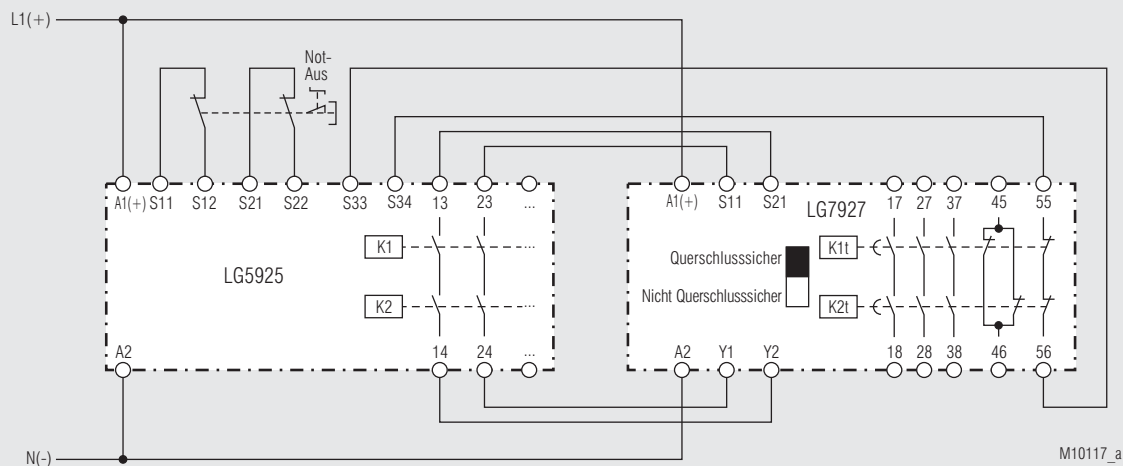 L1(+)
Not-
Aus
A1(+) S11 S12 S21 S22 S33 S34 13 23 ...
A1(+) S11 S21 LG7927 17 27 37 45 55
K1 ...
Querschlusssicher K1t
LG5925
Nicht Querschlusssicher K2t
K2 ...
A2 14 24 ...
A2 Y1 Y2 18 28 38 46 56
N(-)
M10117_a